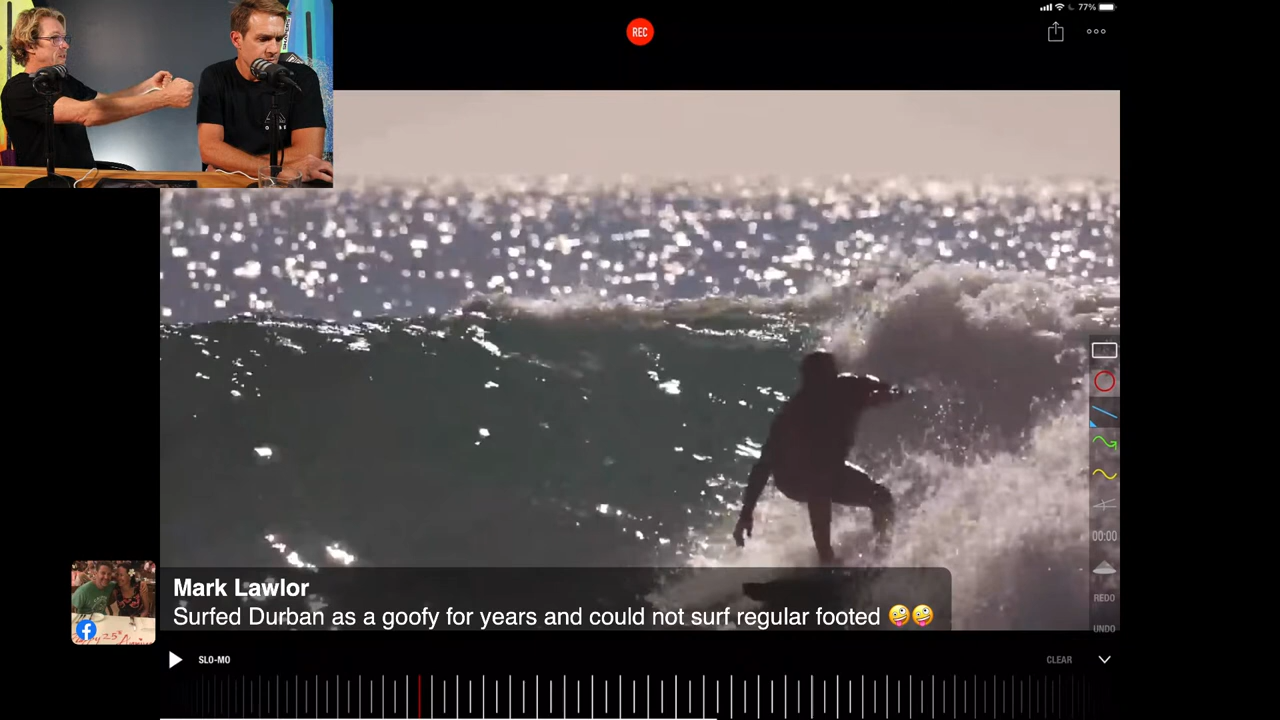 77%
REC
00:00
REDO
UNDO
Mark Lawlor
Surfed Durban as a goofy for years and could not surf regular footed 🤪🤪
SLO-MO
CLEAR